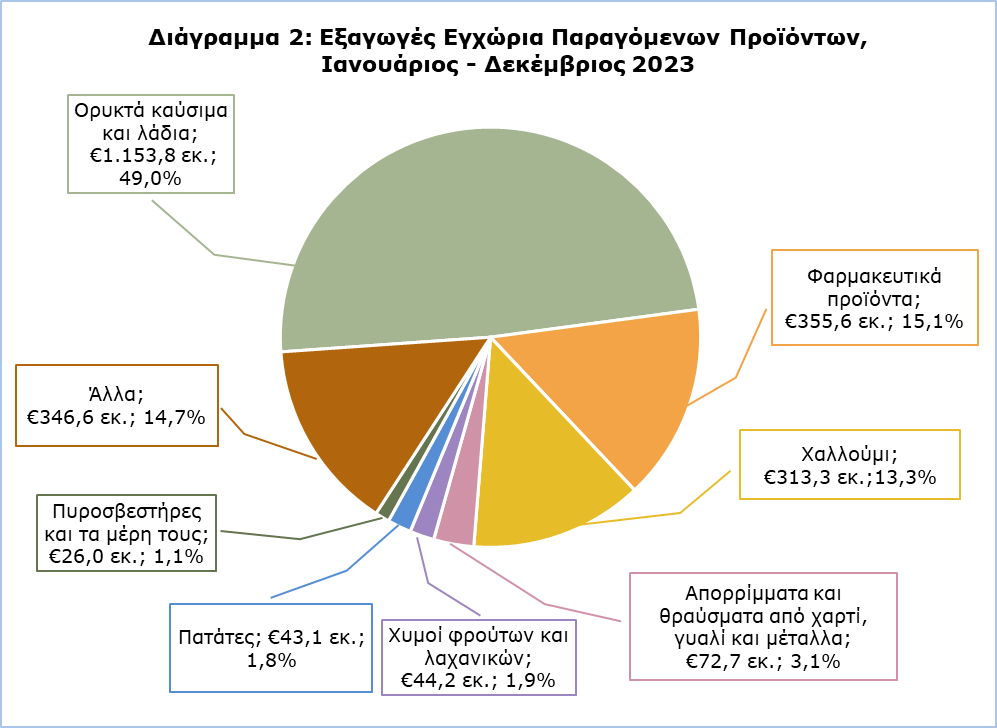 Διάγραμμα 2: Εξαγωγές Εγχώρια Παραγόμενων Προϊόντων,
Ιανουάριος - Δεκέμβριος 2023
Ορυκτά καύσιμα
και λάδια;
€1.153,8 εκ.;
49,0%
Φαρμακευτικά
προϊόντα;
€355,6 εκ.; 15,1%
Χαλλούμι;
€313,3 εκ.;13,3%
Απορρίμματα και
θραύσματα από χαρτί,
γυαλί και μέταλλα;
€72,7 εκ.; 3,1%
Χυμοί φρούτων και
λαχανικών;
€44,2 εκ.; 1,9%
Πατάτες; €43,1 εκ.;
1,8%
Πυροσβεστήρες
και τα μέρη τους;
€26,0 εκ.; 1,1%
Άλλα;
€346,6 εκ.; 14,7%